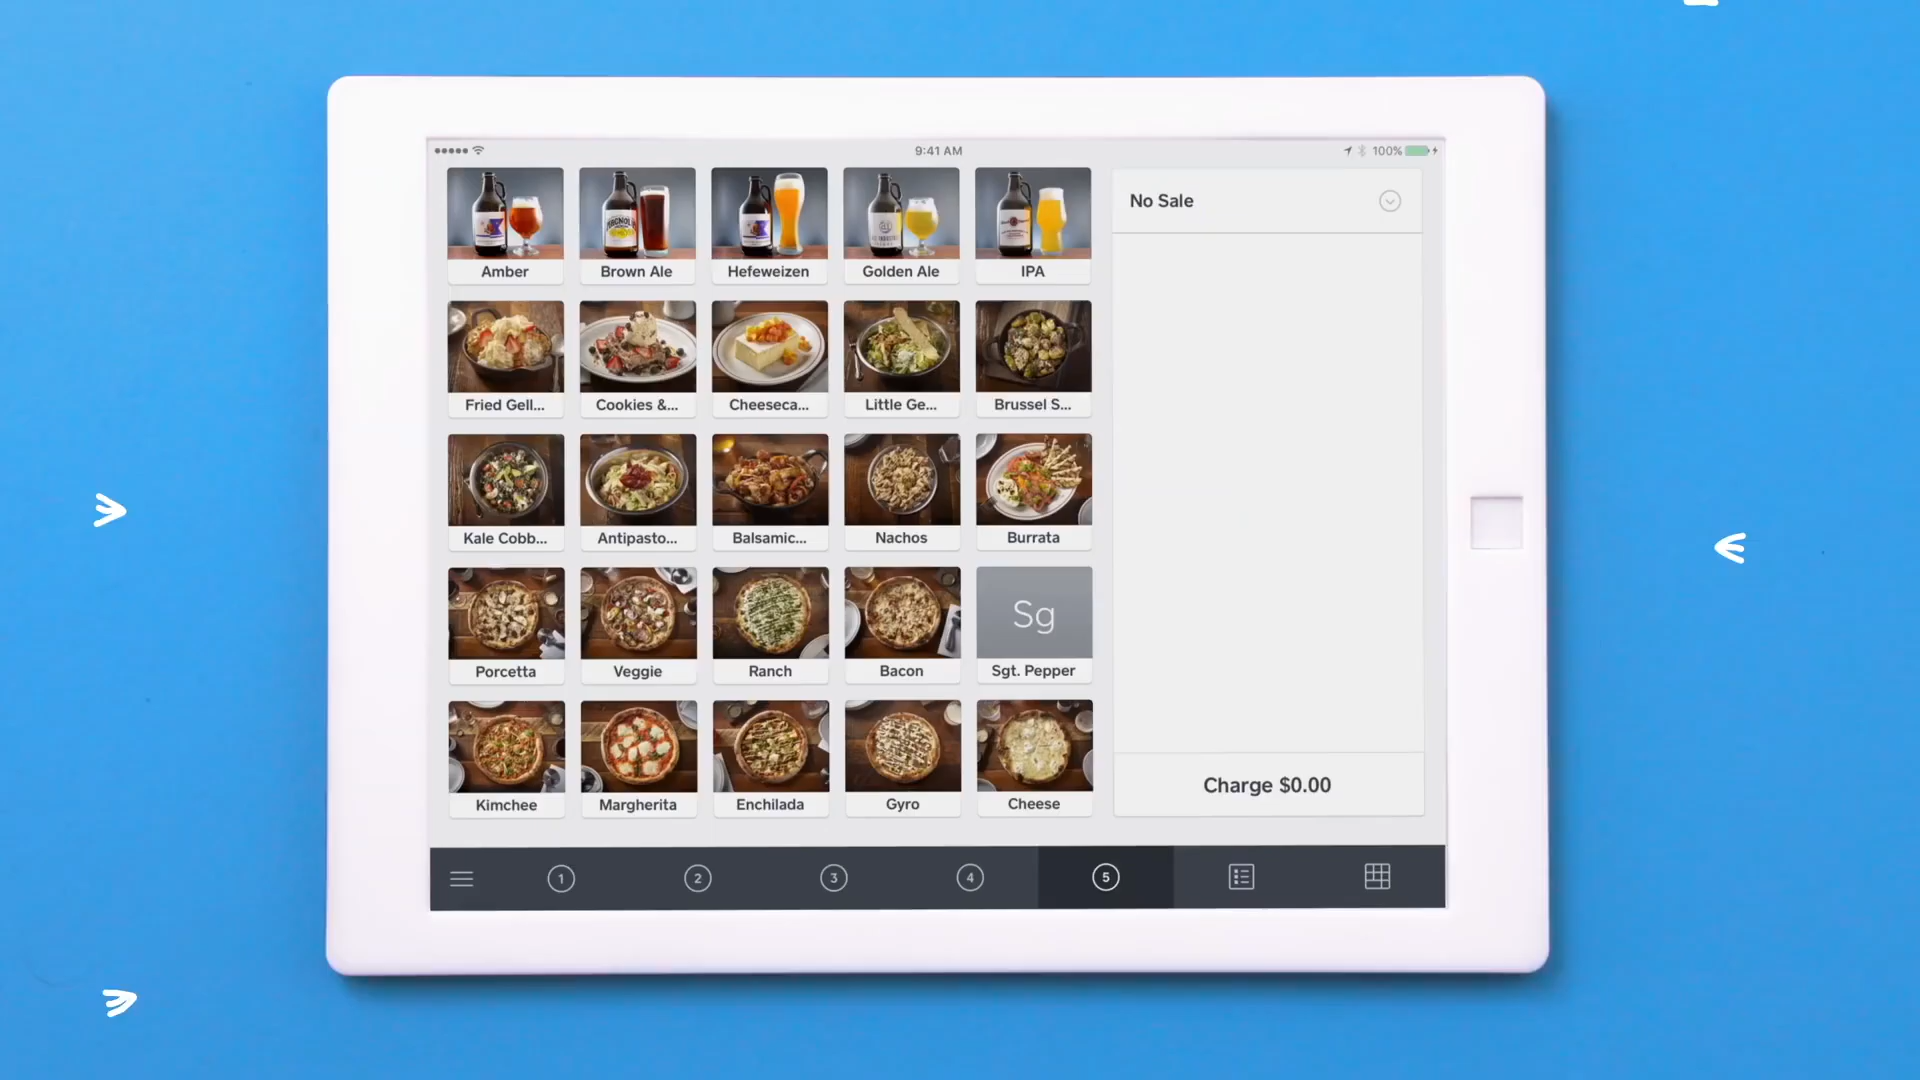 9:41 AM
100%
No Sale
Amber
Brown Ale
Hefeweizen
Golden Ale
IPA
Fried Gell...
Cookies &...
Cheeseca...
Little Ge...
Brussel S...
Kale Cobb...
Antipasto...
Balsamic...
Nachos
Burrata
Sg
Porcetta
Veggie
Ranch
Bacon
Sgt. Pepper
Kimchee
Margherita
Enchilada
Gyro
Cheese
Charge $0.00
1
2
3
4
5